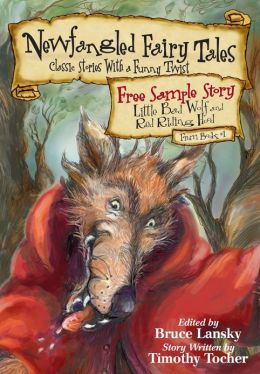 Newfangled Fairy Tales
Classic Stories With a Funny Twist
Free Sample Story
Little Bad Wolf and
Red Riding Hood
From Book #1
Edited by
Bruce Lansky
Story Written by
Timothy Tocher